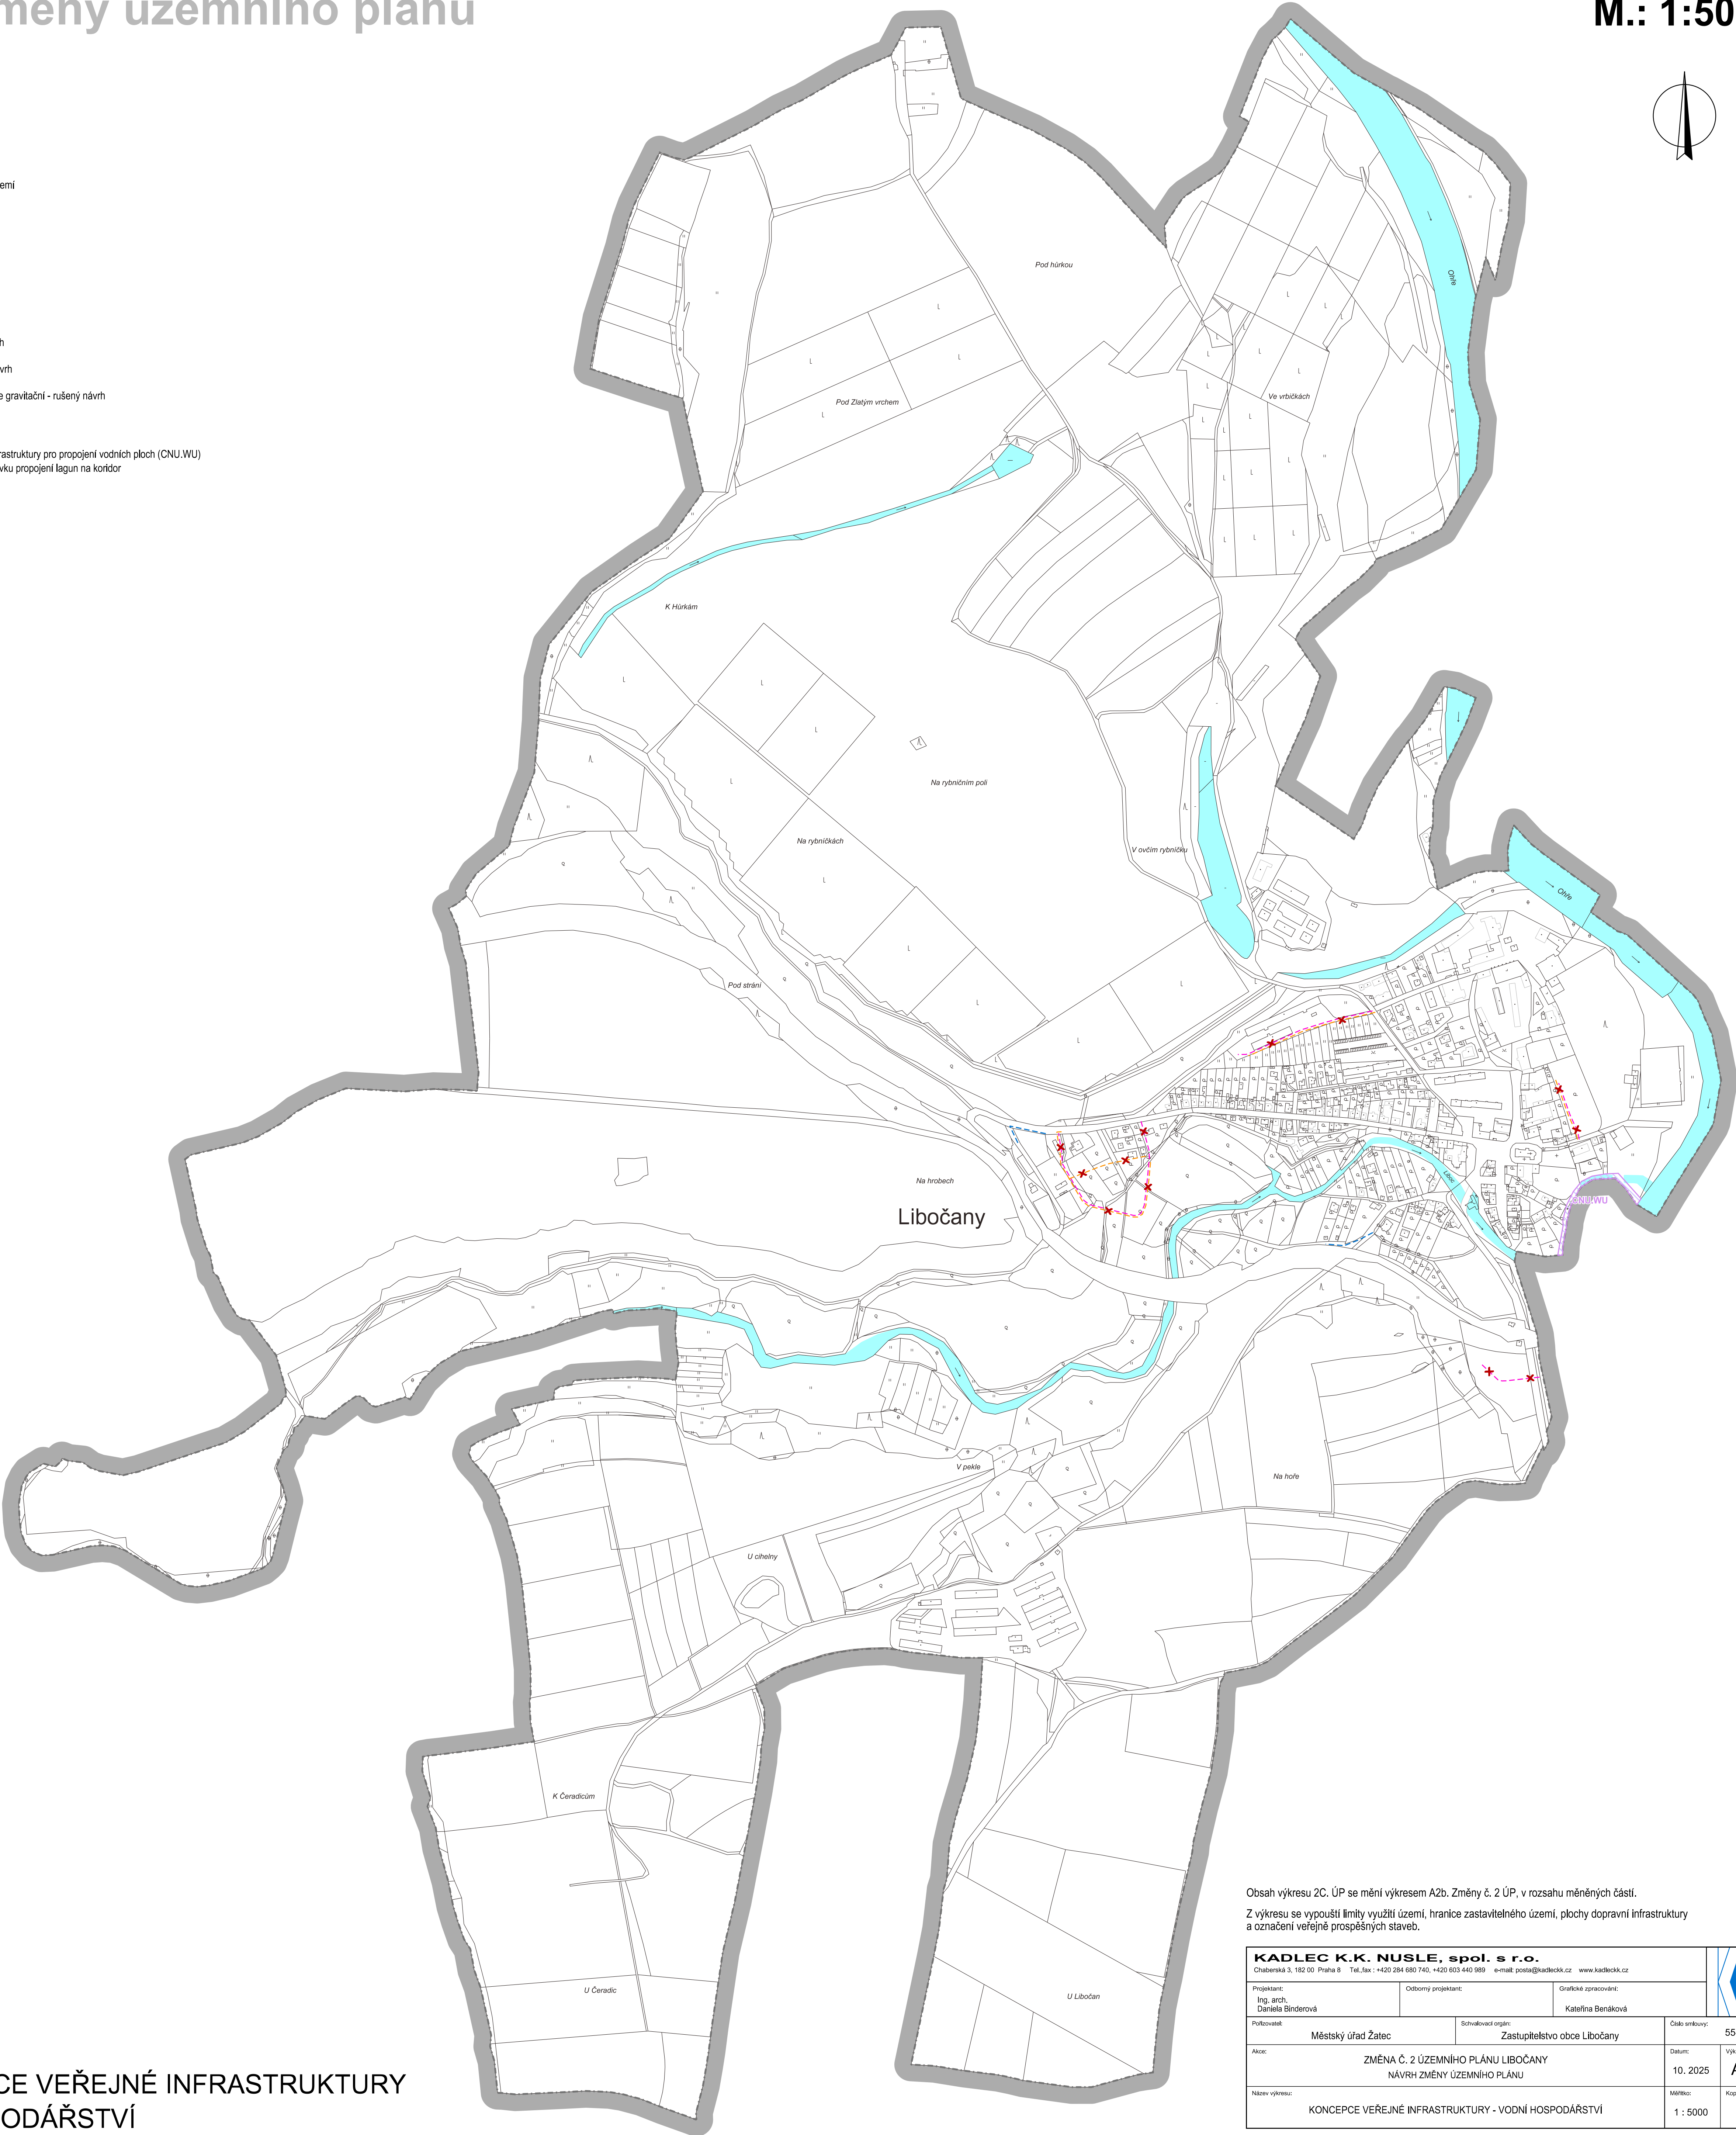 měny územního plánu
M.: 1:50
emí
h
vrh
e gravitační - rušený návrh
rastruktury pro propojení vodních ploch (CNU.WU)
vku propojení lagun na koridor
Pod hůrkou
Ohře
Pod Zlatým vrchem
Ve vrbičkách
K Hůrkám
Na rybničním poli
Na rybníčkách
V ovčím rybníčku
Ohře
Pod strání
Na hrobech
Libočany
Liboc
CNU.WU
V pekle
Na hoře
U cihelny
K Čeradicům
U Čeradic
U Libočan
Obsah výkresu 2C. ÚP se mění výkresem A2b. Změny č. 2 ÚP, v rozsahu měněných částí.
Z výkresu se vypouští limity využití území, hranice zastavitelného území, plochy dopravní infrastruktury
a označení veřejně prospěšných staveb.
KADLEC K.K. NUSLE, spol. s r.o.
Chaberská 3, 182 00 Praha 8 Tel.,fax : +420 284 680 740, +420 603 440 989 e-mail: posta@kadleckk.cz www.kadleckk.cz
Projektant:
Ing. arch.
Daniela Binderová
Odborný projektant:
Grafické zpracování:
Kateřina Benáková
Pořizovatel:
Městský úřad Žatec
Schvalovací orgán:
Zastupitelstvo obce Libočany
Číslo smlouvy:
55
Akce:
ZMĚNA Č. 2 ÚZEMNÍHO PLÁNU LIBOČANY
NÁVRH ZMĚNY ÚZEMNÍHO PLÁNU
Datum:
10. 2025
Výk
A
Název výkresu:
KONCEPCE VEŘEJNÉ INFRASTRUKTURY - VODNÍ HOSPODÁŘSTVÍ
Měřítko:
1 : 5000
Kop
CE VEŘEJNÉ INFRASTRUKTURY
PODÁŘSTVÍ